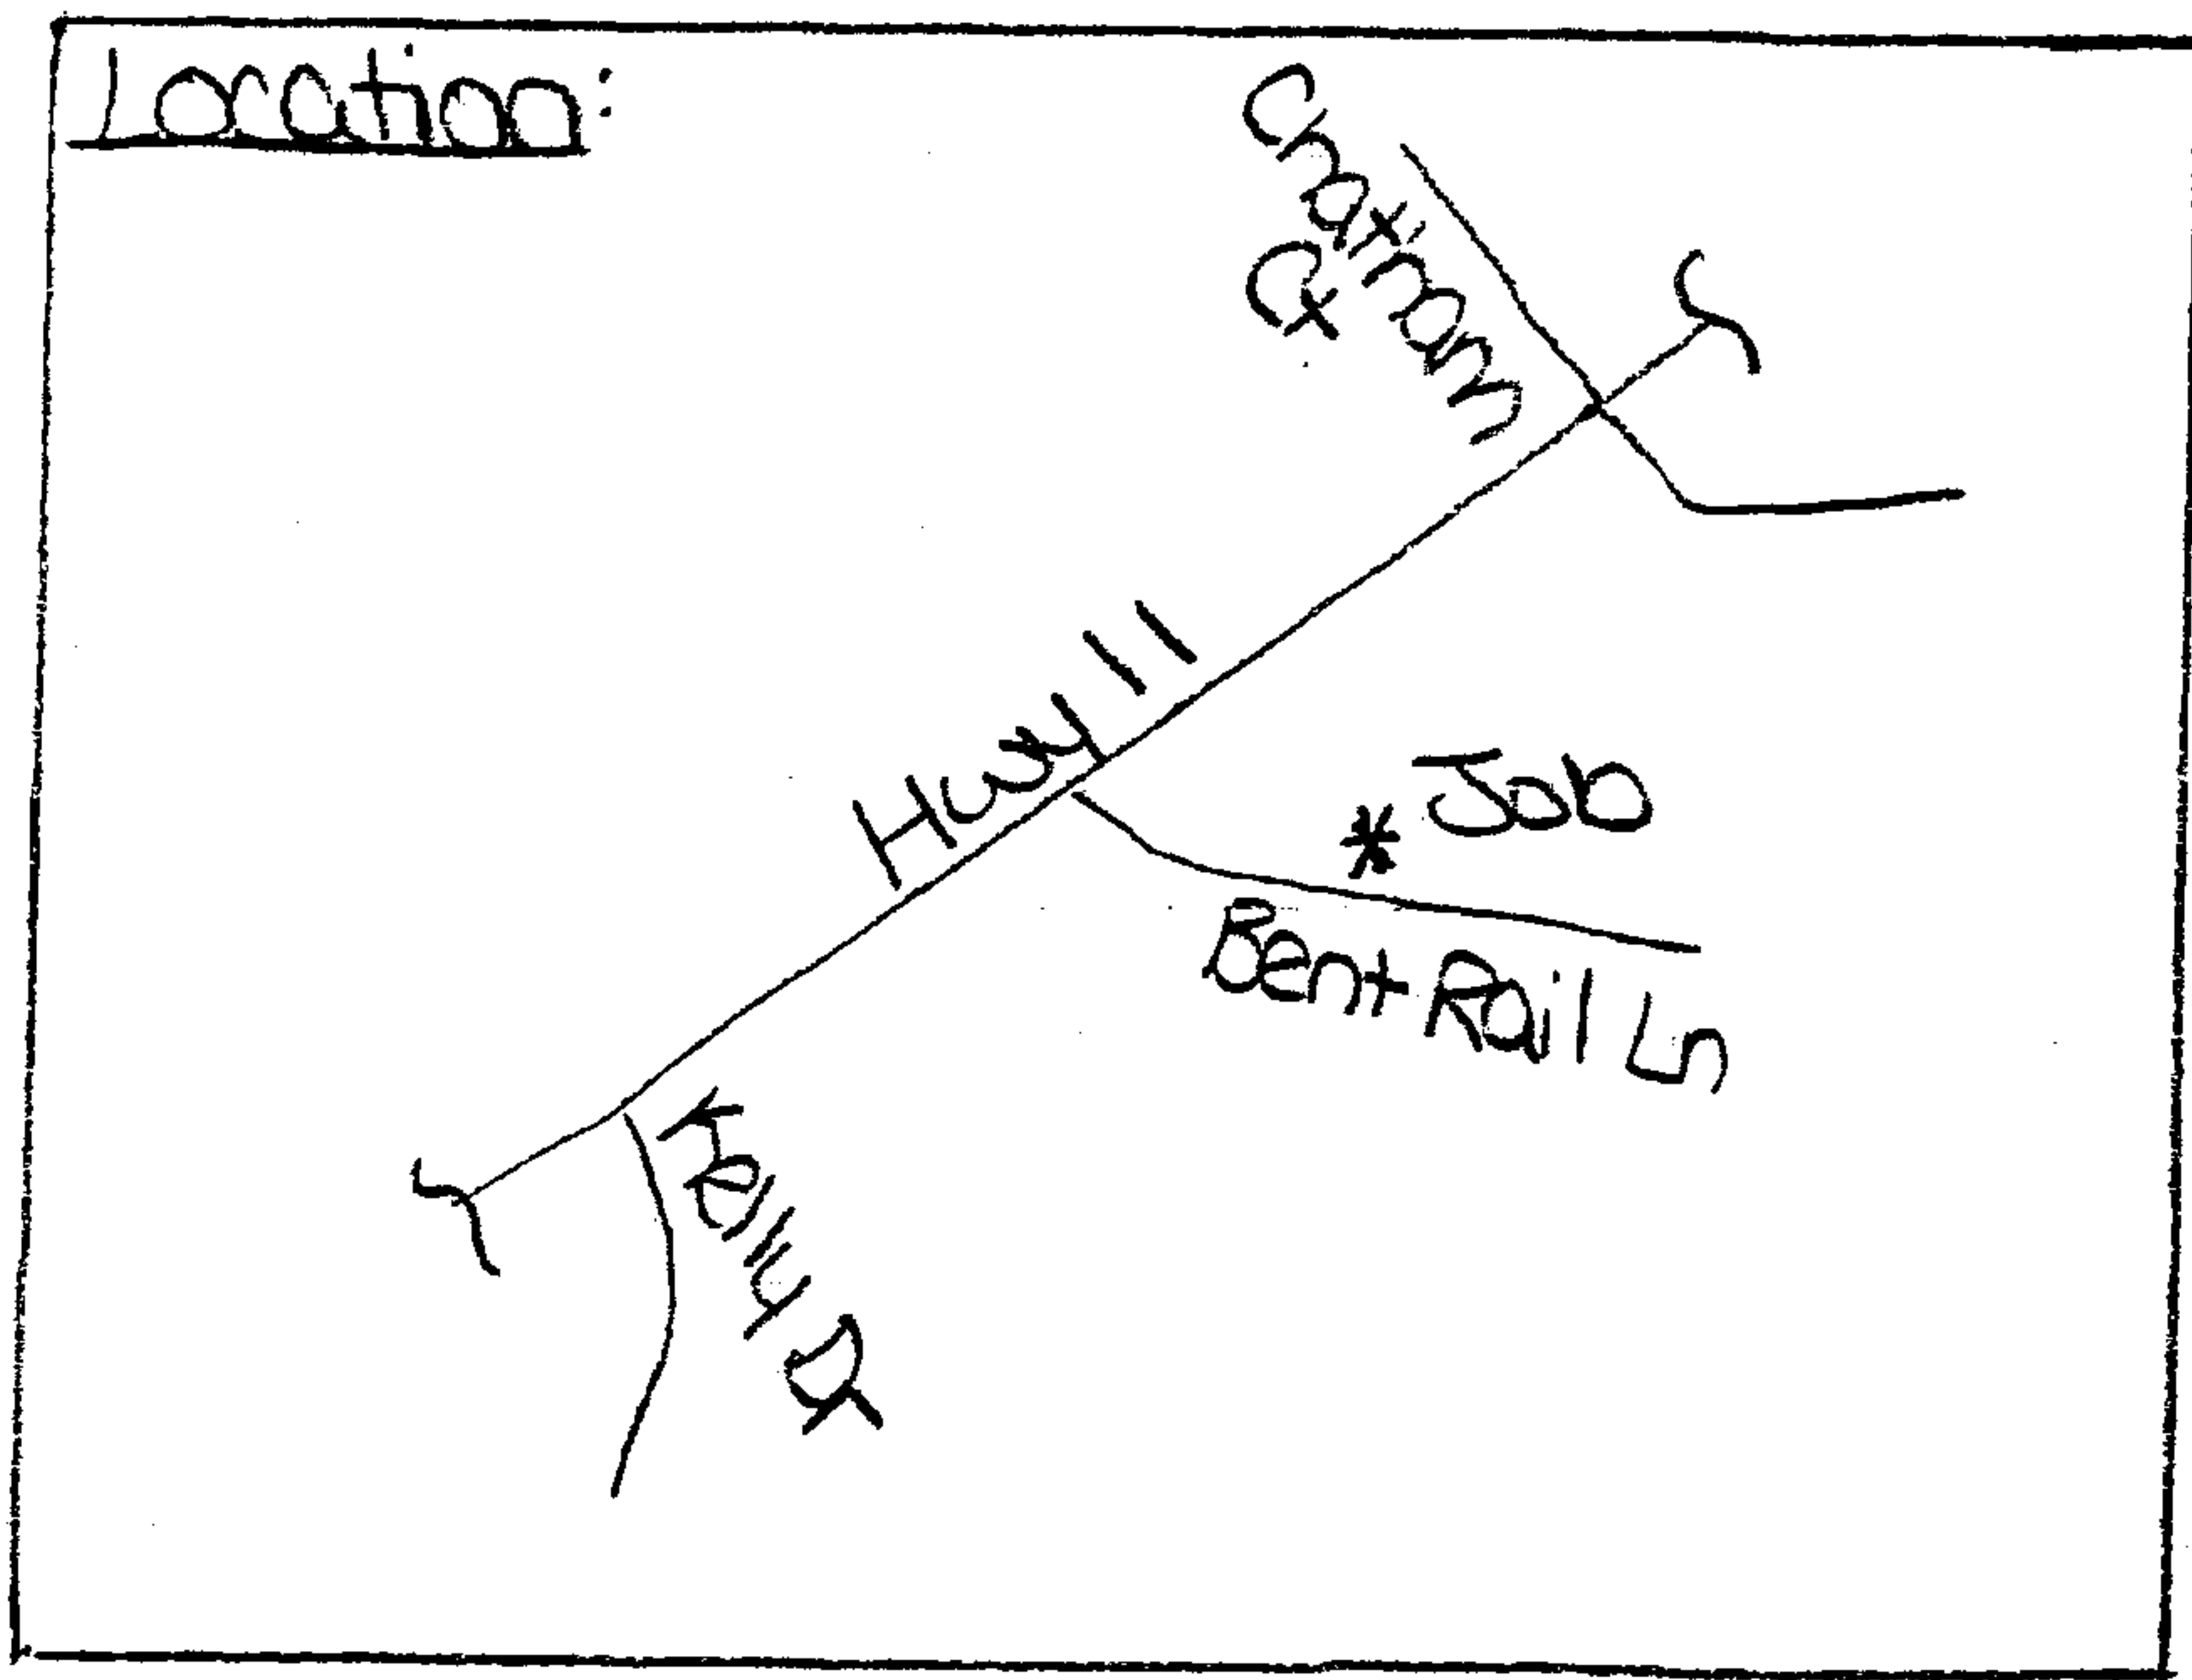 Location:
Chatham
Ct
Hwy 11
* Job
Bent Rail Ln
Kelly Dr